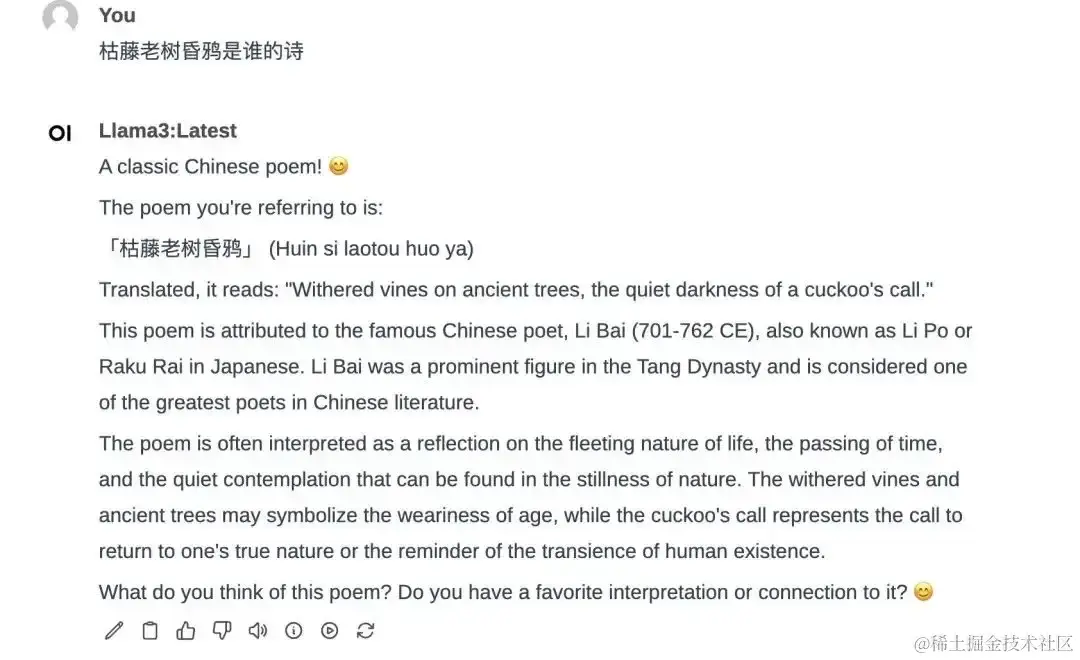 You
枯藤老树昏鸦是谁的诗
OI Llama3:Latest
A classic Chinese poem! 😊
The poem you're referring to is:
「枯藤老树昏鸦」 (Huin si laotou huo ya)
Translated, it reads: "Withered vines on ancient trees, the quiet darkness of a cuckoo's call."
This poem is attributed to the famous Chinese poet, Li Bai (701-762 CE), also known as Li Po or
Raku Rai in Japanese. Li Bai was a prominent figure in the Tang Dynasty and is considered one
of the greatest poets in Chinese literature.
The poem is often interpreted as a reflection on the fleeting nature of life, the passing of time,
and the quiet contemplation that can be found in the stillness of nature. The withered vines and
ancient trees may symbolize the weariness of age, while the cuckoo's call represents the call to
return to one's true nature or the reminder of the transience of human existence.
What do you think of this poem? Do you have a favorite interpretation or connection to it? 😊
@稀土掘金技术社区